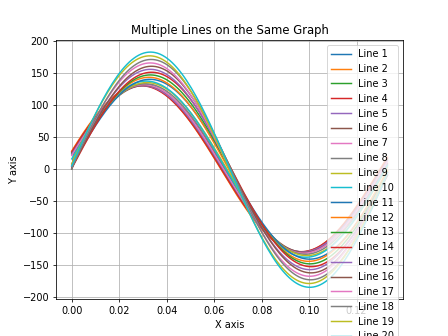 Multiple Lines on the Same Graph
200
150
100
50
0
−50
−100
−150
−200
Y axis
0.00
0.02
0.04
0.06
0.08
0.10
X axis
Line 1
Line 2
Line 3
Line 4
Line 5
Line 6
Line 7
Line 8
Line 9
Line 10
Line 11
Line 12
Line 13
Line 14
Line 15
Line 16
Line 17
Line 18
Line 19
Line 20